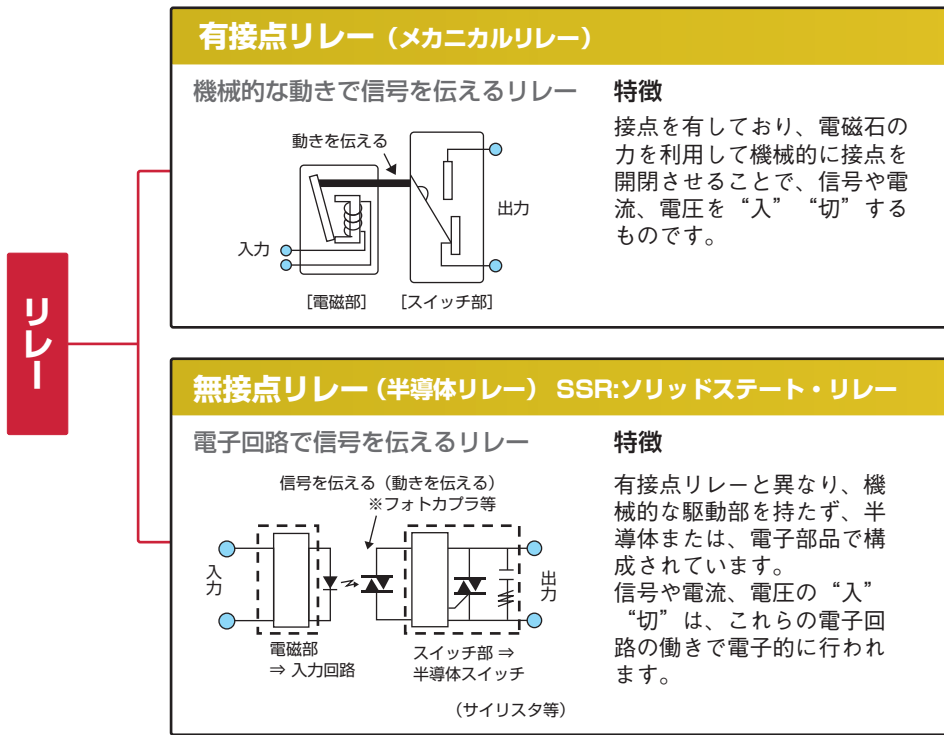 リレー
有接点リレー（メカニカルリレー）
機械的な動きで信号を伝えるリレー
動きを伝える
入力
出力
[電磁部]
[スイッチ部]
特徴
接点を有しており、電磁石の
力を利用して機械的に接点を
開閉させることで、信号や電
流、電圧を“入”“切”する
ものです。
無接点リレー（半導体リレー） SSR:ソリッドステート・リレー
電子回路で信号を伝えるリレー
信号を伝える（動きを伝える）
※フォトカプラ等
入力
出力
電磁部
⇒ 入力回路
スイッチ部 ⇒
半導体スイッチ
（サイリスタ等）
特徴
有接点リレーと異なり、機
械的な駆動部を持たず、半
導体または、電子部品で構
成されています。
信号や電流、電圧の“入”
“切”は、これらの電子回
路の働きで電子的に行われ
ます。